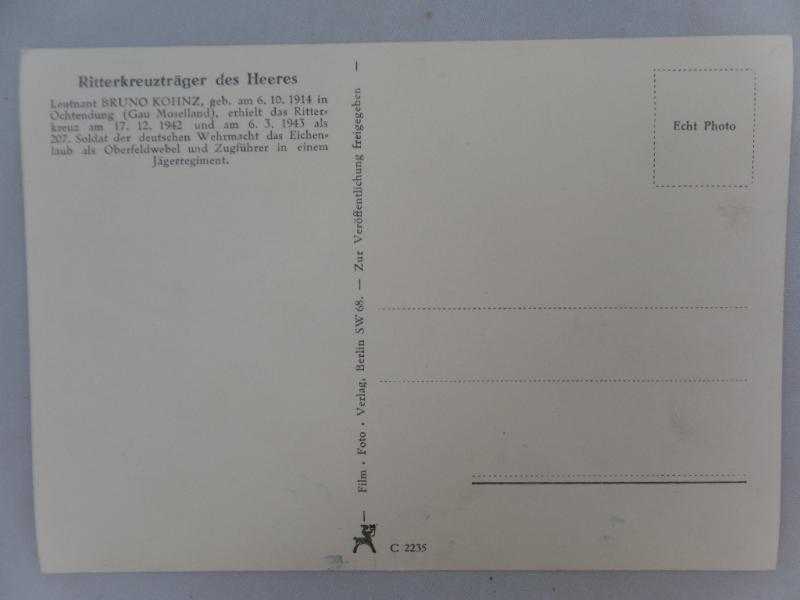 Ritterkreuzträger des Heeres
Leutnant BRUNO KOHNZ, geb. am 6. 10. 1914 in
Ochtendung (Gau Moselland), erhielt das Ritter-
kreuz am 17. 12. 1942 und am 6. 3. 1943 als
207. Soldat der deutschen Wehrmacht das Eichen-
laub als Oberfeldwebel und Zugführer in einem
Jägerregiment.
— Film • Foto • Verlag, Berlin SW 68. — Zur Veröffentlichung freigegeben —
Echt Photo
C 2235